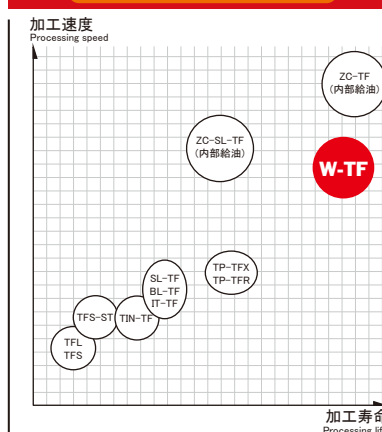 加工速度
Processing speed
ZC-TF
(内部給油)
ZC-SL-TF
(内部給油)
W-TF
SL-TF
BL-TF
IT-TF
TP-TFX
TP-TFR
TFS-ST
TIN-TF
TFL
TFS
加工寿命
Processing life